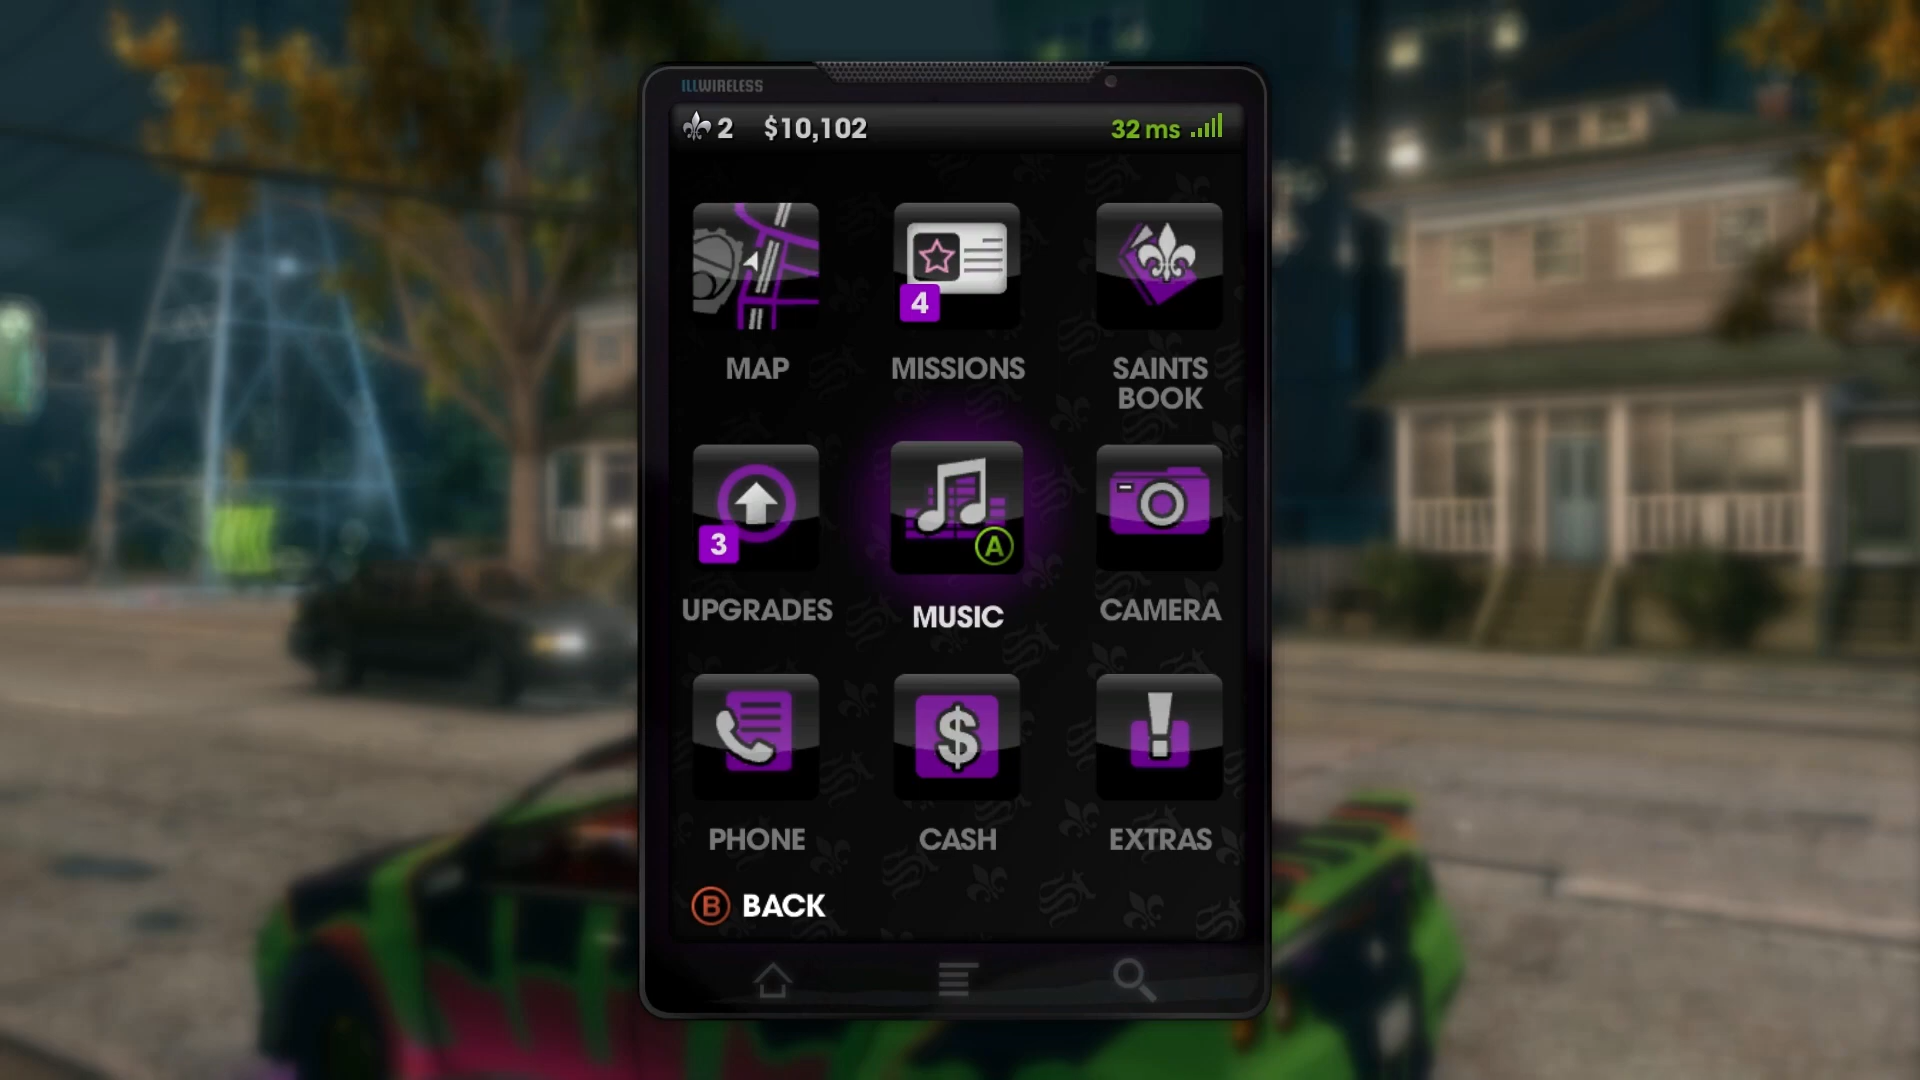 ILLWIRELESS
2 $10,102 32 ms
4
MAP MISSIONS SAINTS BOOK
3
A
UPGRADES MUSIC CAMERA
$
PHONE CASH EXTRAS
B BACK